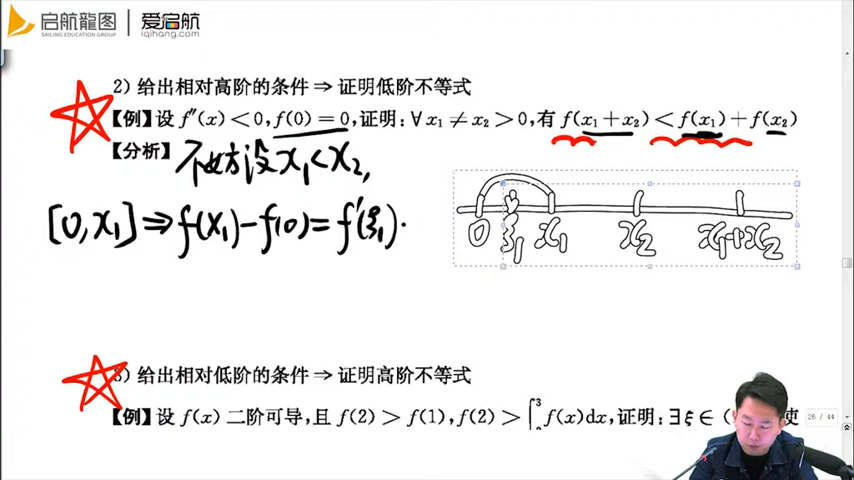 启航龍图 | 爱启航
SAILING EDUCATION GROUP iqihang.com
2) 给出相对高阶的条件 ⇒ 证明低阶不等式
【例】设 f″(x) < 0, f(0) = 0, 证明: ∀ x₁ ≠ x₂ > 0, 有 f(x₁ + x₂) < f(x₁) + f(x₂)
【分析】不妨设 x₁ < x₂,
[0, x₁] ⇒ f(x₁) - f(0) = f′(ξ₁)·
0 ξ₁ x₁ x₂ x₁+x₂
3) 给出相对低阶的条件 ⇒ 证明高阶不等式
【例】设 f(x) 二阶可导, 且 f(2) > f(1), f(2) > ∫³ f(x)dx, 证明: ∃ ξ ∈ ( 使
26 / 44